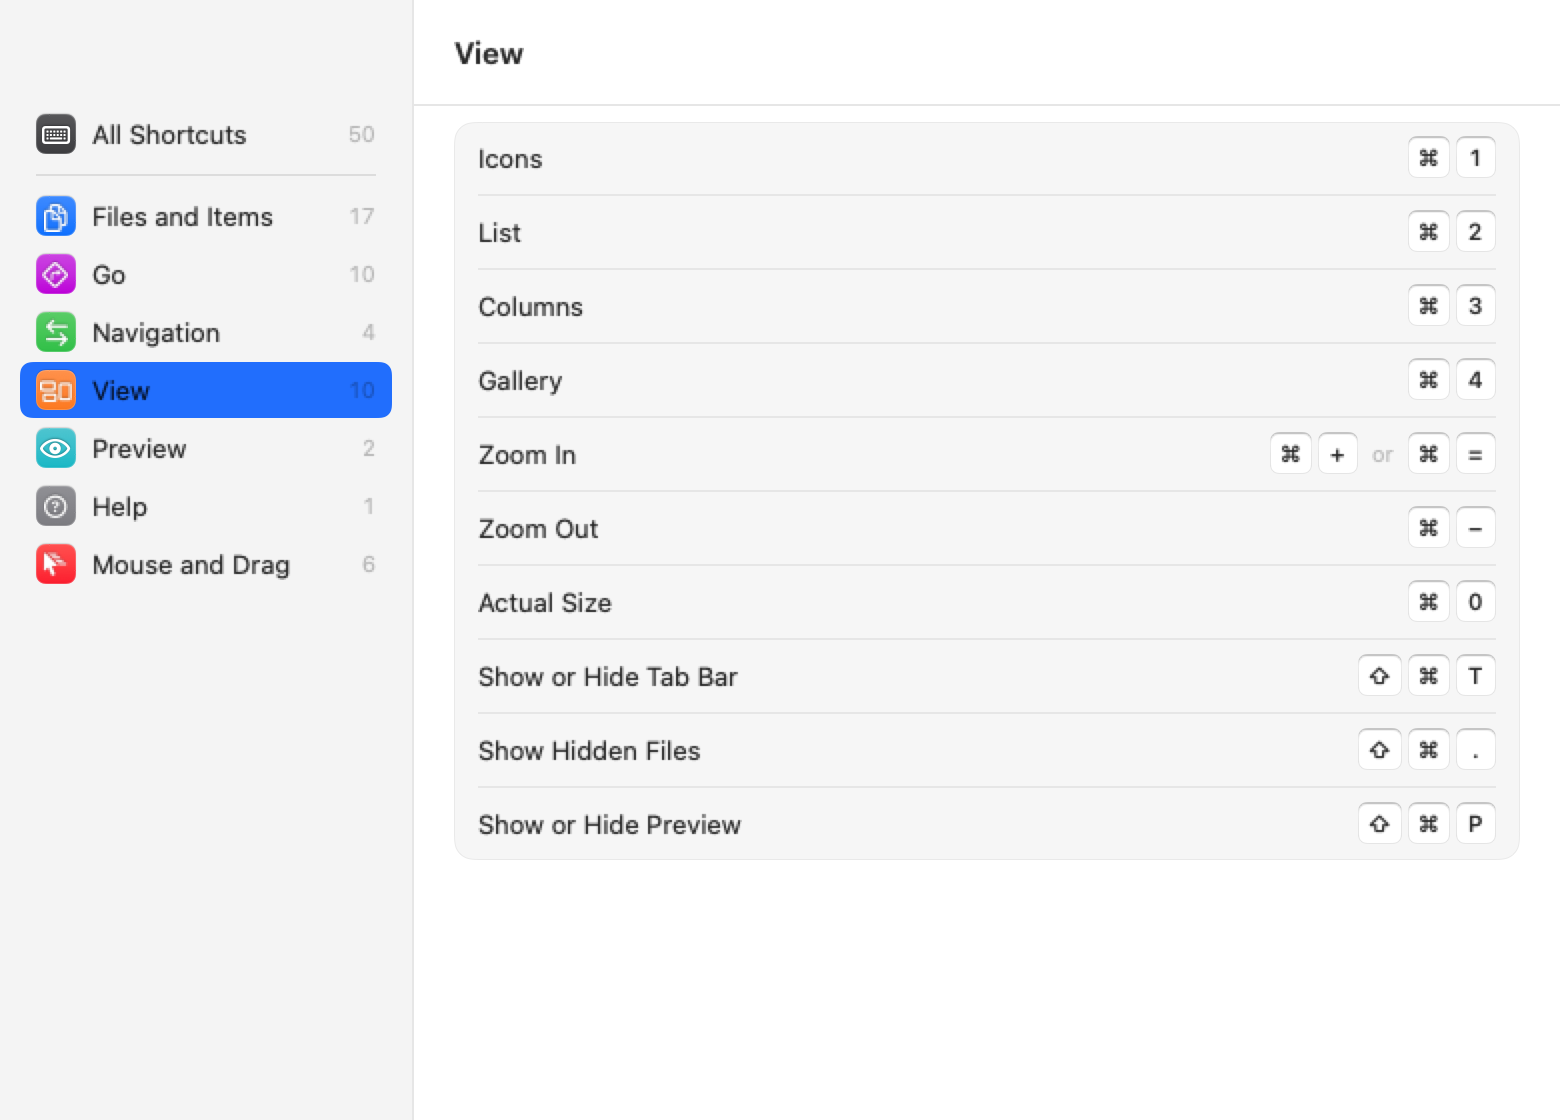 All Shortcuts 50
Files and Items 17
Go 10
Navigation 4
View 10
Preview 2
Help 1
Mouse and Drag 6
View
Icons ⌘ 1
List ⌘ 2
Columns ⌘ 3
Gallery ⌘ 4
Zoom In ⌘ + or ⌘ =
Zoom Out ⌘ −
Actual Size ⌘ 0
Show or Hide Tab Bar ⇧ ⌘ T
Show Hidden Files ⇧ ⌘ .
Show or Hide Preview ⇧ ⌘ P